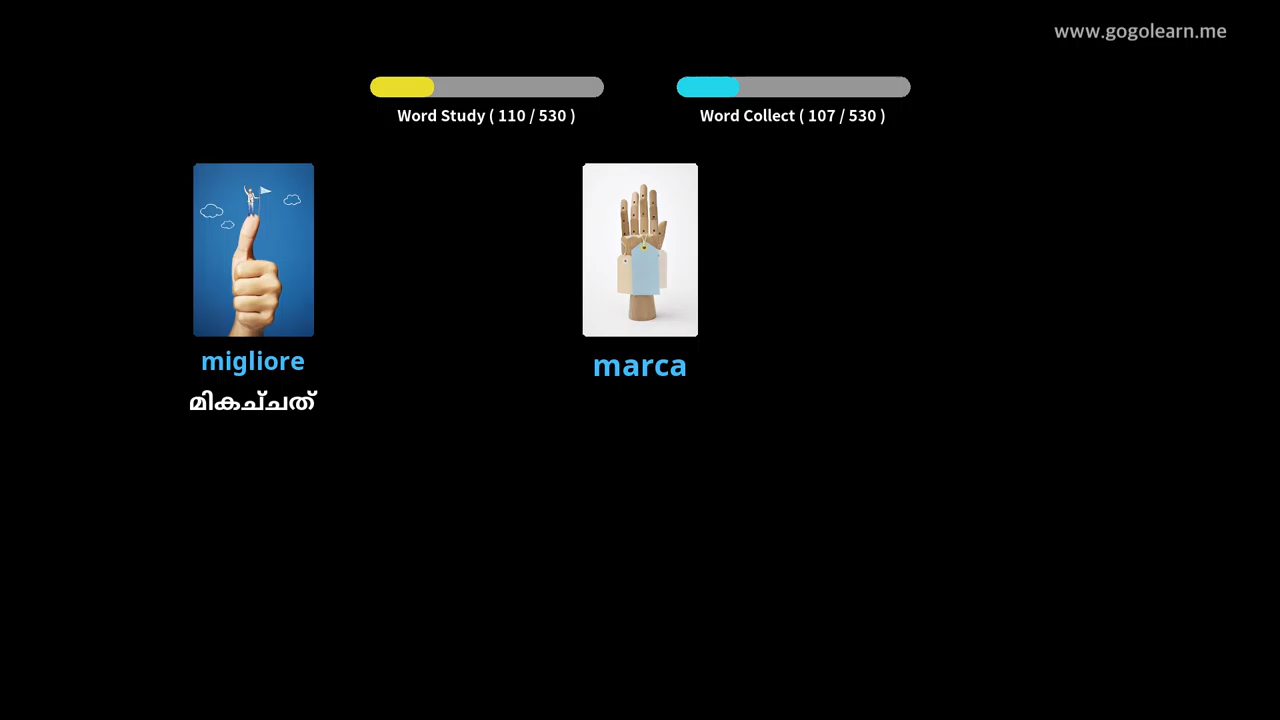 www.gogolearn.me
Word Study ( 110 / 530 )
Word Collect ( 107 / 530 )
migliore
മികച്ചത്
marca